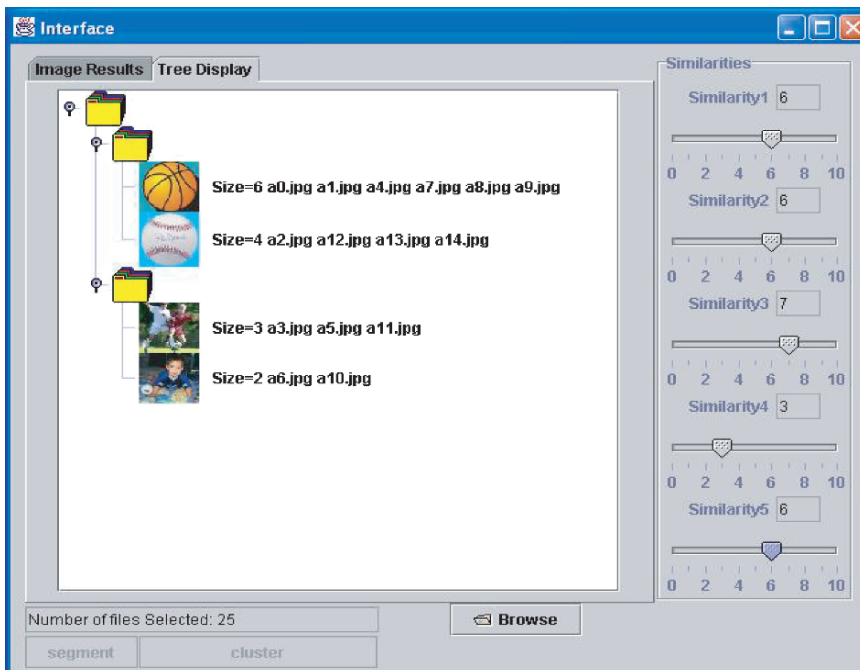 Interface
Image Results Tree Display
Size=6 a0.jpg a1.jpg a4.jpg a7.jpg a8.jpg a9.jpg
Size=4 a2.jpg a12.jpg a13.jpg a14.jpg
Size=3 a3.jpg a5.jpg a11.jpg
Size=2 a6.jpg a10.jpg
Similarities
Similarity1 6
0 2 4 6 8 10
Similarity2 6
0 2 4 6 8 10
Similarity3 7
0 2 4 6 8 10
Similarity4 3
0 2 4 6 8 10
Similarity5 6
0 2 4 6 8 10
Number of files Selected: 25
Browse
segment cluster